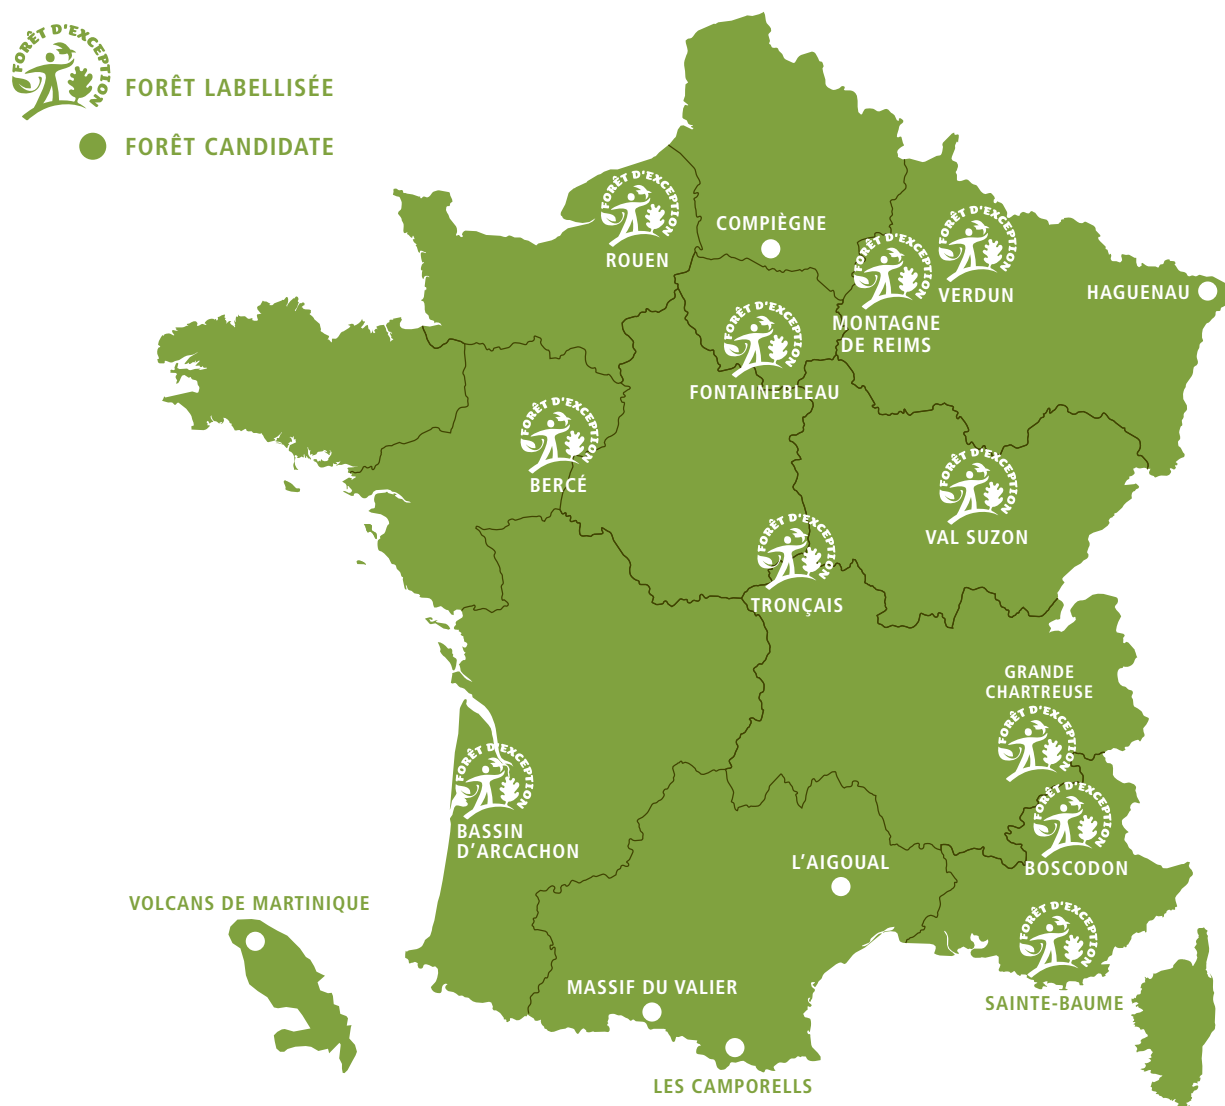 FORÊT D'EXCEPTION
FORÊT LABELLISÉE
FORÊT CANDIDATE
FORÊT D'EXCEPTION
ROUEN
COMPIÈGNE
FORÊT D'EXCEPTION
VERDUN
FORÊT D'EXCEPTION
MONTAGNE
DE REIMS
HAGUENAU
FORÊT D'EXCEPTION
FONTAINEBLEAU
FORÊT D'EXCEPTION
BERCÉ
FORÊT D'EXCEPTION
VAL SUZON
FORÊT D'EXCEPTION
TRONÇAIS
GRANDE
CHARTREUSE
FORÊT D'EXCEPTION
FORÊT D'EXCEPTION
BASSIN
D'ARCACHON
FORÊT D'EXCEPTION
BOSCODON
L'AIGOUAL
VOLCANS DE MARTINIQUE
FORÊT D'EXCEPTION
SAINTE-BAUME
MASSIF DU VALIER
LES CAMPORELLS